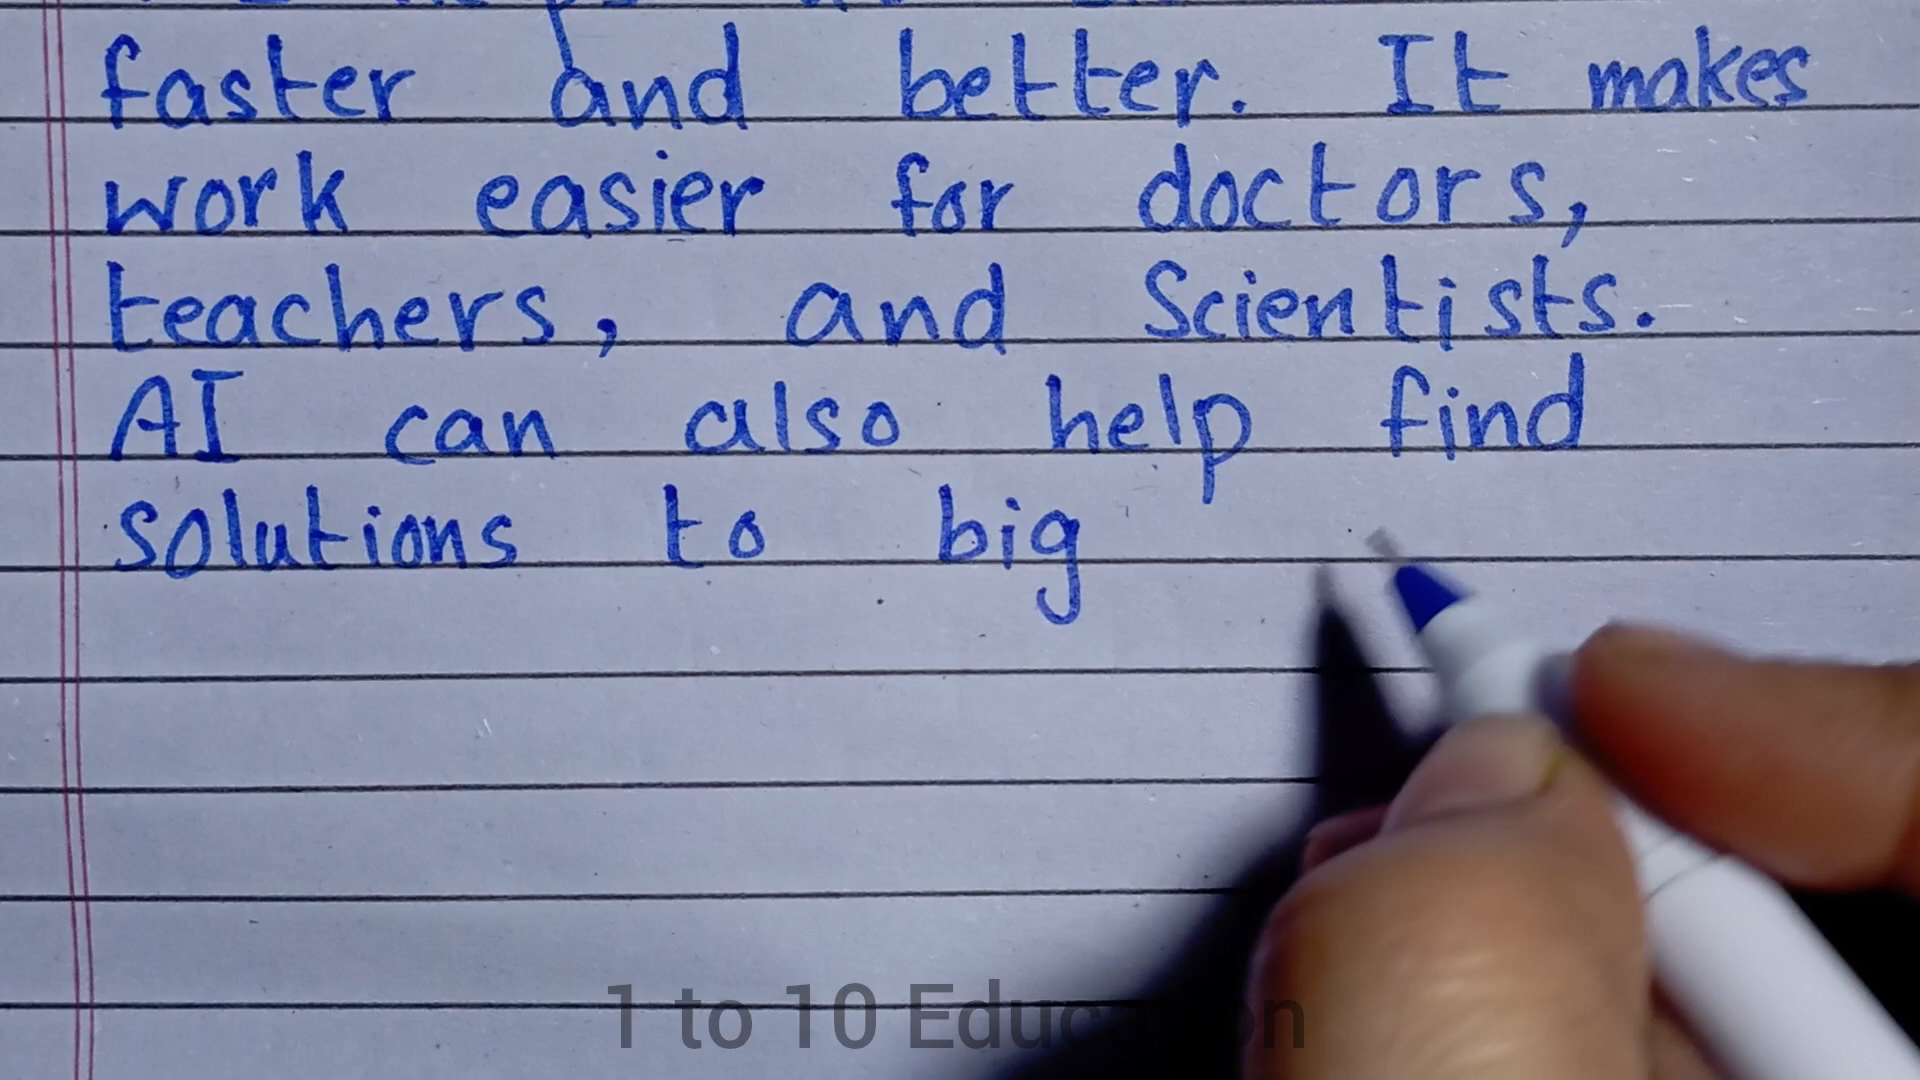 faster and better. It makes
work easier for doctors,
teachers, and Scientists.
AI can also help find
solutions to big
1 to 10 Education